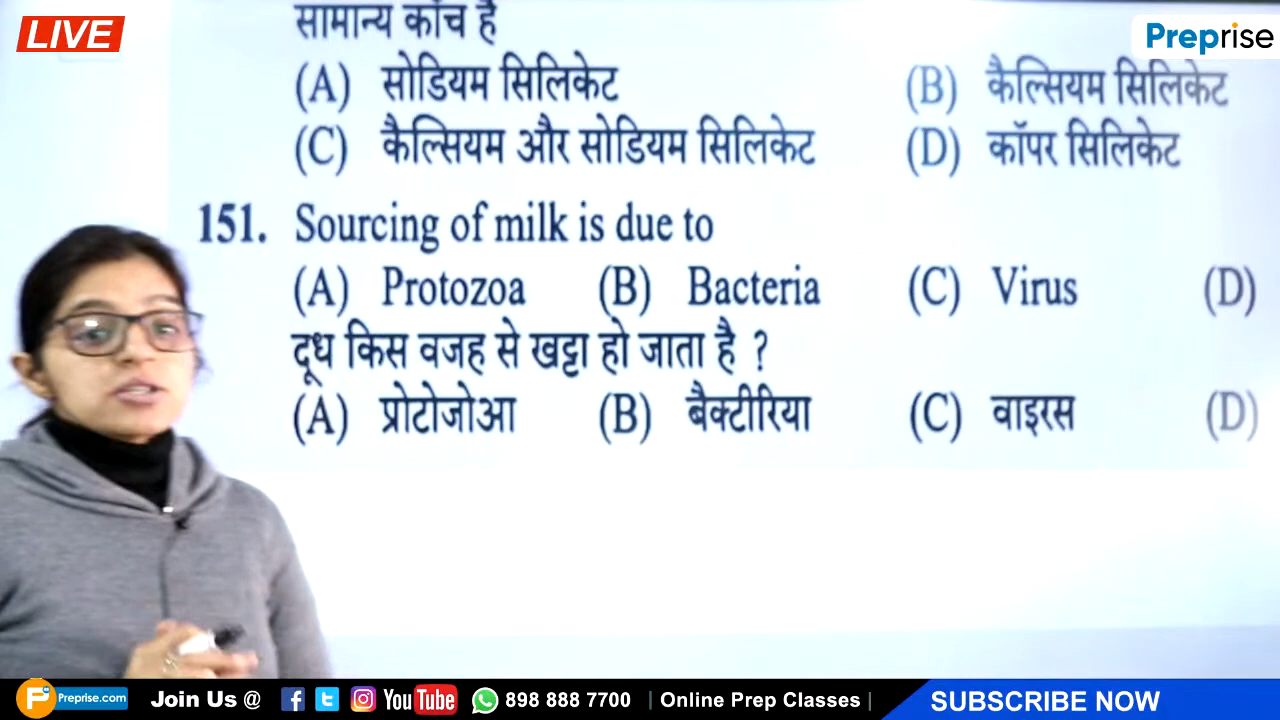 LIVE
Preprise
सामान्य काँच है
(A) सोडियम सिलिकेट (B) कैल्सियम सिलिकेट
(C) कैल्सियम और सोडियम सिलिकेट (D) कॉपर सिलिकेट
151. Sourcing of milk is due to
(A) Protozoa (B) Bacteria (C) Virus (D)
दूध किस वजह से खट्टा हो जाता है ?
(A) प्रोटोजोआ (B) बैक्टीरिया (C) वाइरस (D)
Preprise.com Join Us @ YouTube 898 888 7700 | Online Prep Classes | SUBSCRIBE NOW